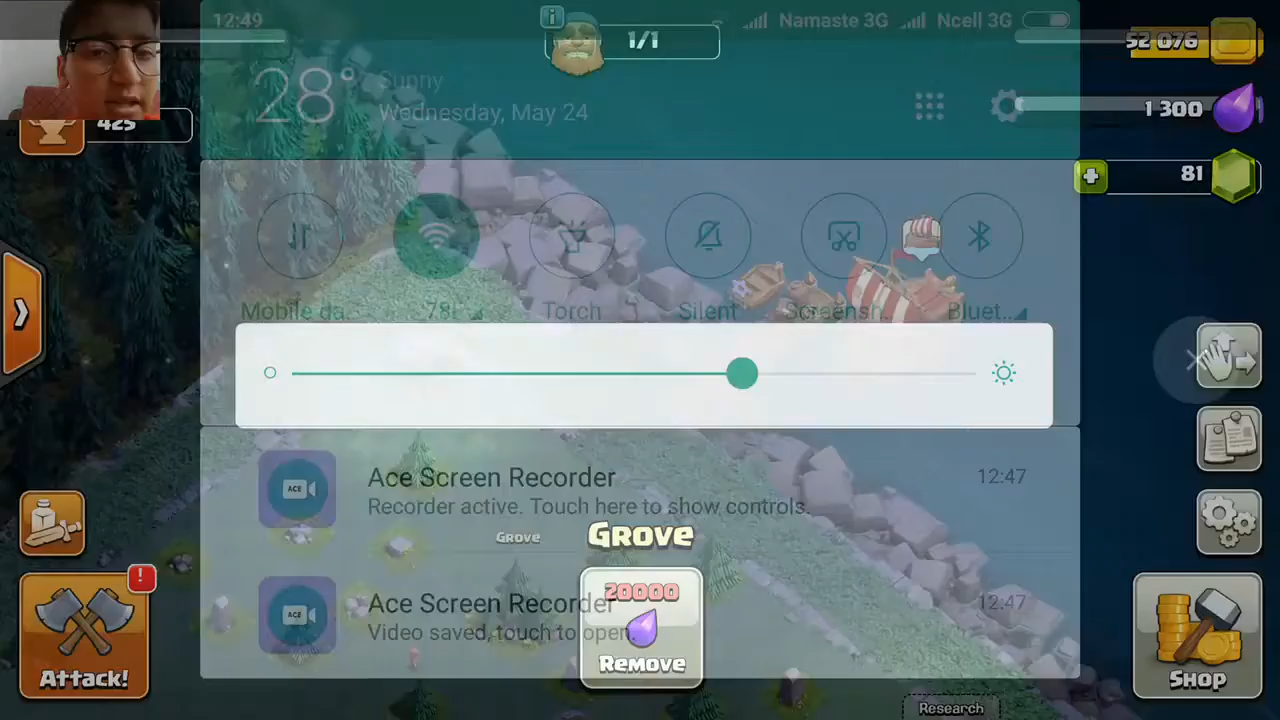 12:49
Namaste 3G
Ncell 3G
1/1
52 076
28°
Sunny
Wednesday, May 24
1 300
425
81
Mobile da..
Torch
Silent
Screensh..
Bluet...
ACE
Ace Screen Recorder
12:47
Recorder active. Touch here to show controls.
Grove
Grove
20000
ACE
Ace Screen Recorder
12:47
Video saved, touch to open.
Remove
Attack!
Shop
Research